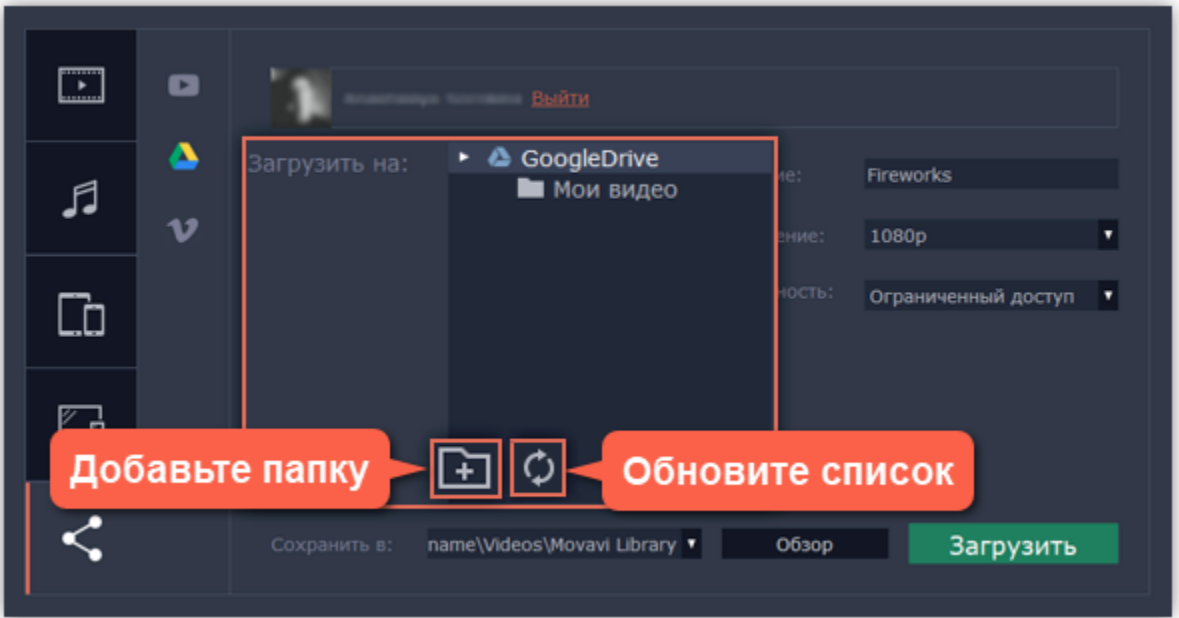 Выйти
Загрузить на:
GoogleDrive
Мои видео
ие: Fireworks
ение: 1080p
ность: Ограниченный доступ
Добавьте папку
Обновите список
Сохранить в: name\Videos\Movavi Library
Обзор
Загрузить